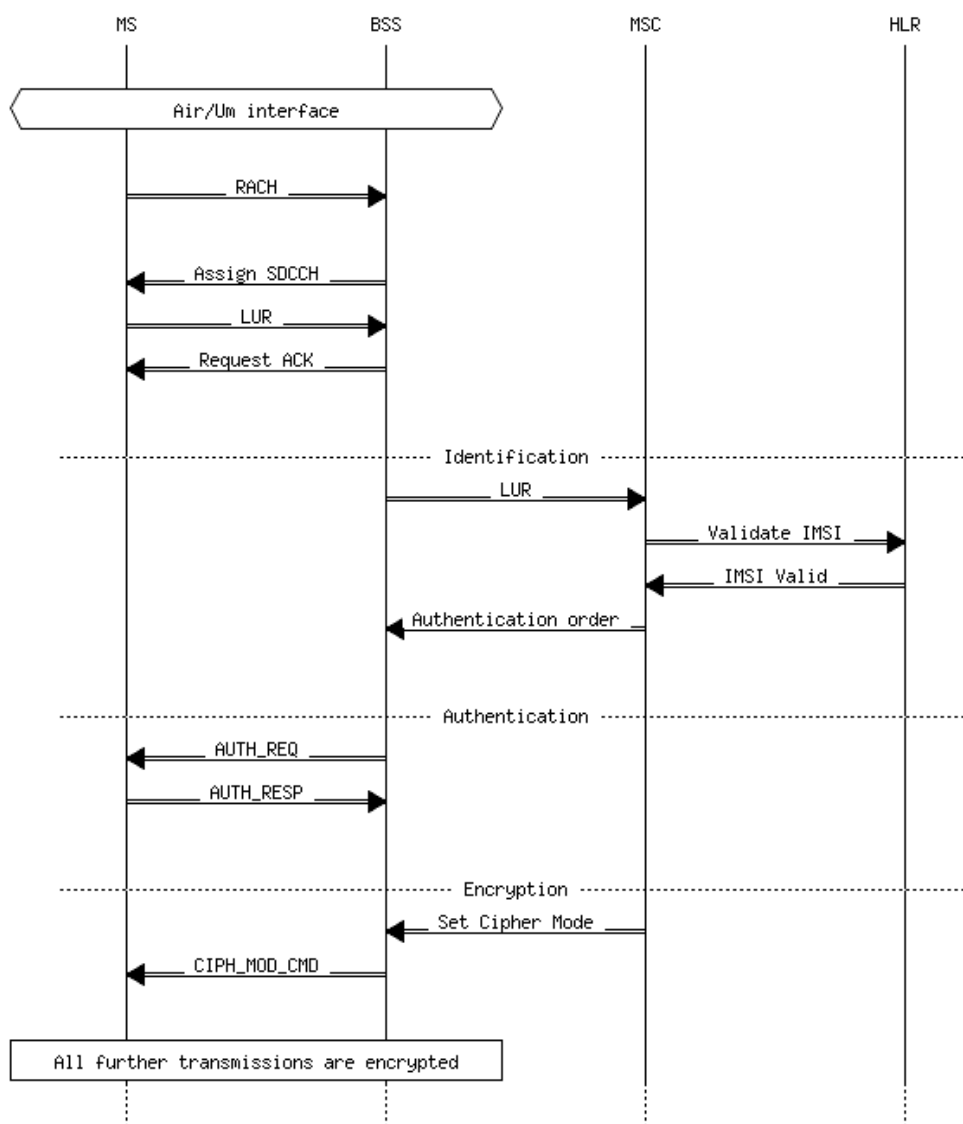 MS BSS MSC HLR
Air/Um interface
RACH
Assign SDCCH
LUR
Request ACK
Identification
LUR
Validate IMSI
IMSI Valid
Authentication order
Authentication
AUTH_REQ
AUTH_RESP
Encryption
Set Cipher Mode
CIPH_MOD_CMD
All further transmissions are encrypted